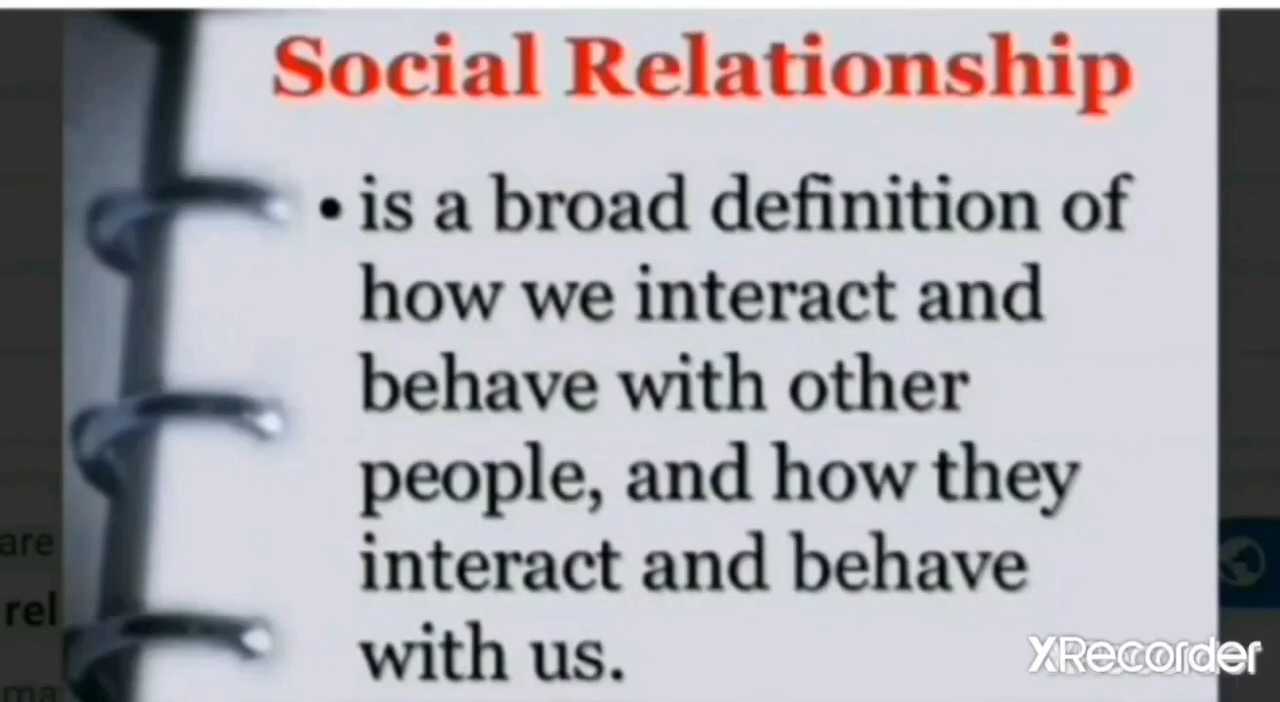 Social Relationship
• is a broad definition of
how we interact and
behave with other
people, and how they
interact and behave
with us.
are
rel
ma
XRecorder